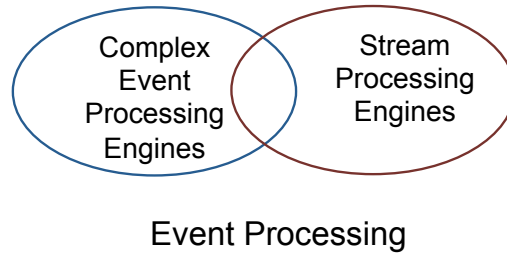 Complex
Event
Processing
Engines
Stream
Processing
Engines
Event Processing